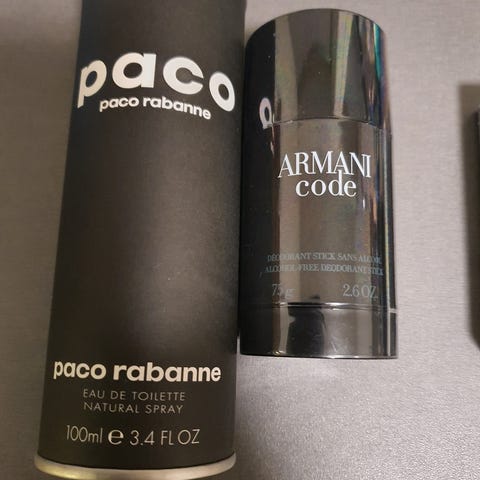 paco
paco rabanne
paco rabanne
EAU DE TOILETTE
NATURAL SPRAY
100ml e 3.4 FL OZ
ARMANI
code
DÉODORANT STICK SANS ALCOOL
ALCOHOL-FREE DEODORANT STICK
75g 2.6 OZ.